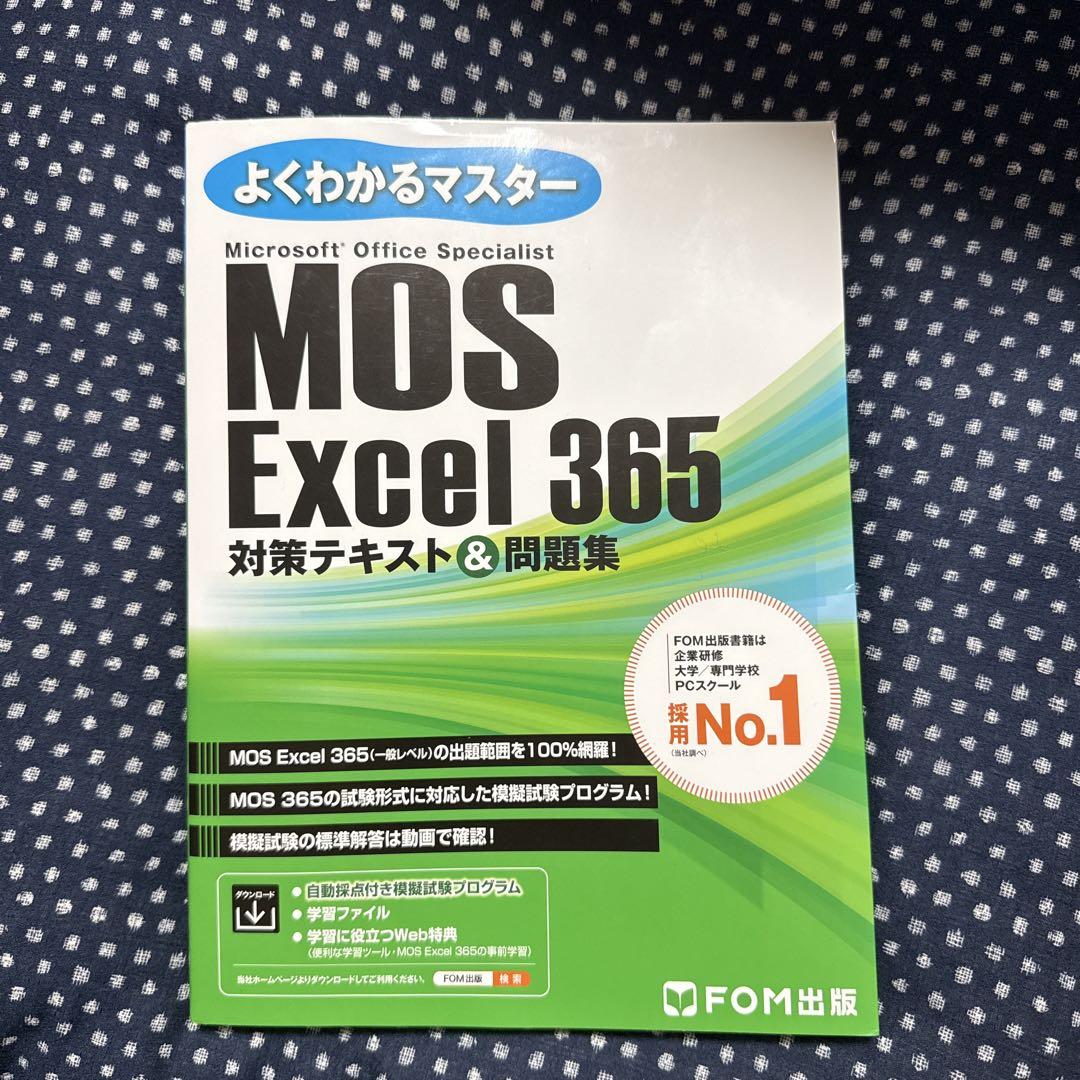 よくわかるマスター
Microsoft® Office Specialist
MOS
Excel 365
対策テキスト&問題集
FOM出版書籍は
企業研修
大学/専門学校
PCスクール
採用 No.1
(当社調べ)
MOS Excel 365(一般レベル)の出題範囲を100%網羅!
MOS 365の試験形式に対応した模擬試験プログラム!
模擬試験の標準解答は動画で確認!
ダウンロード
● 自動採点付き模擬試験プログラム
● 学習ファイル
● 学習に役立つWeb特典
(便利な学習ツール・MOS Excel 365の事前学習)
当社ホームページよりダウンロードしてご利用ください。 FOM出版 検索
FOM出版